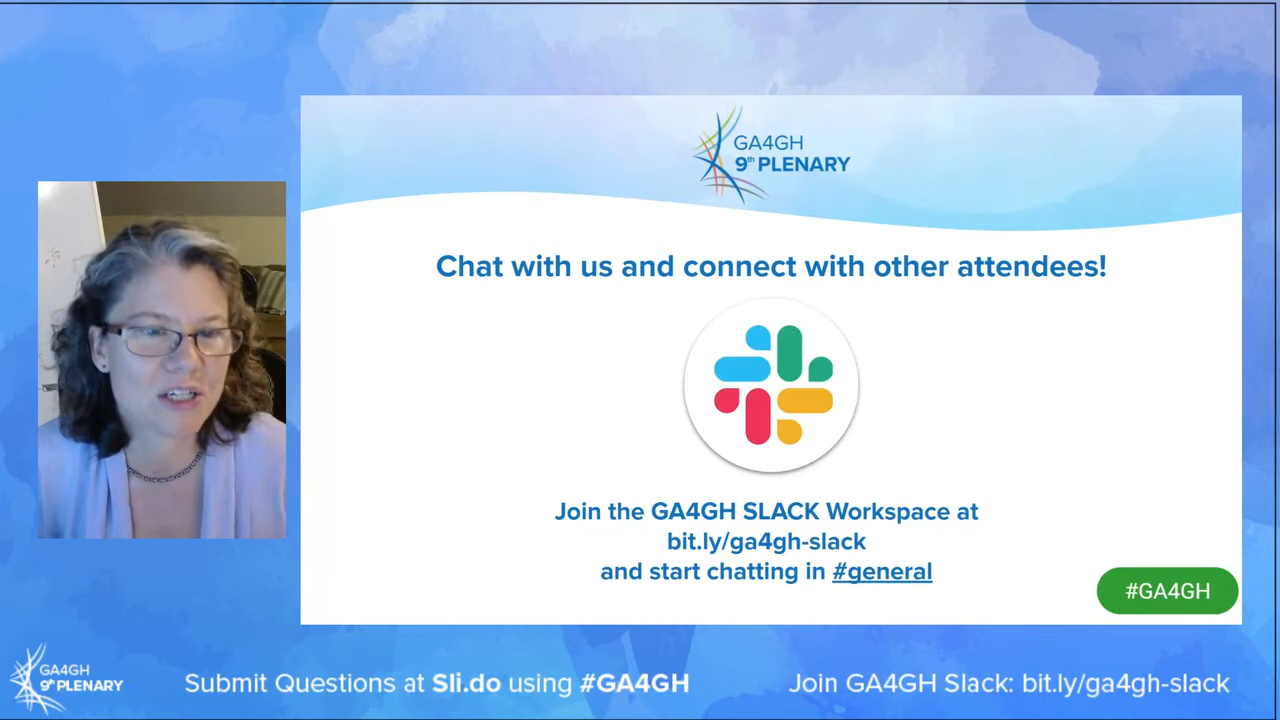 GA4GH
9th PLENARY
Chat with us and connect with other attendees!
Join the GA4GH SLACK Workspace at
bit.ly/ga4gh-slack
and start chatting in #general
#GA4GH
GA4GH
9th PLENARY
Submit Questions at Sli.do using #GA4GH
Join GA4GH Slack: bit.ly/ga4gh-slack